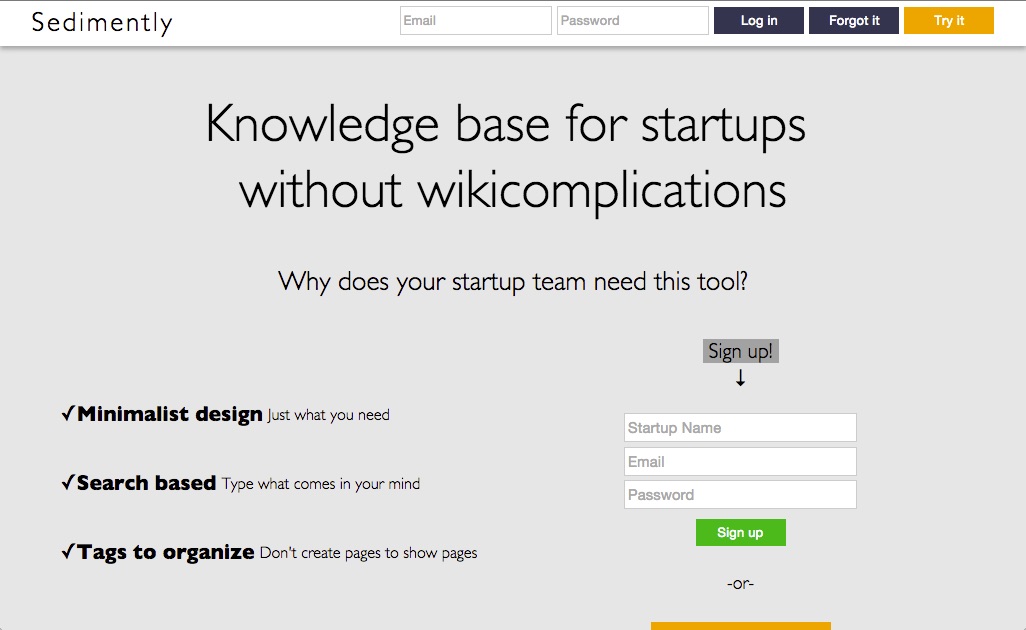 Sedimently
Email
Password
Log in
Forgot it
Try it
Knowledge base for startups
without wikicomplications
Why does your startup team need this tool?
✓Minimalist design Just what you need
✓Search based Type what comes in your mind
✓Tags to organize Don't create pages to show pages
Sign up!
↓
Startup Name
Email
Password
Sign up
-or-